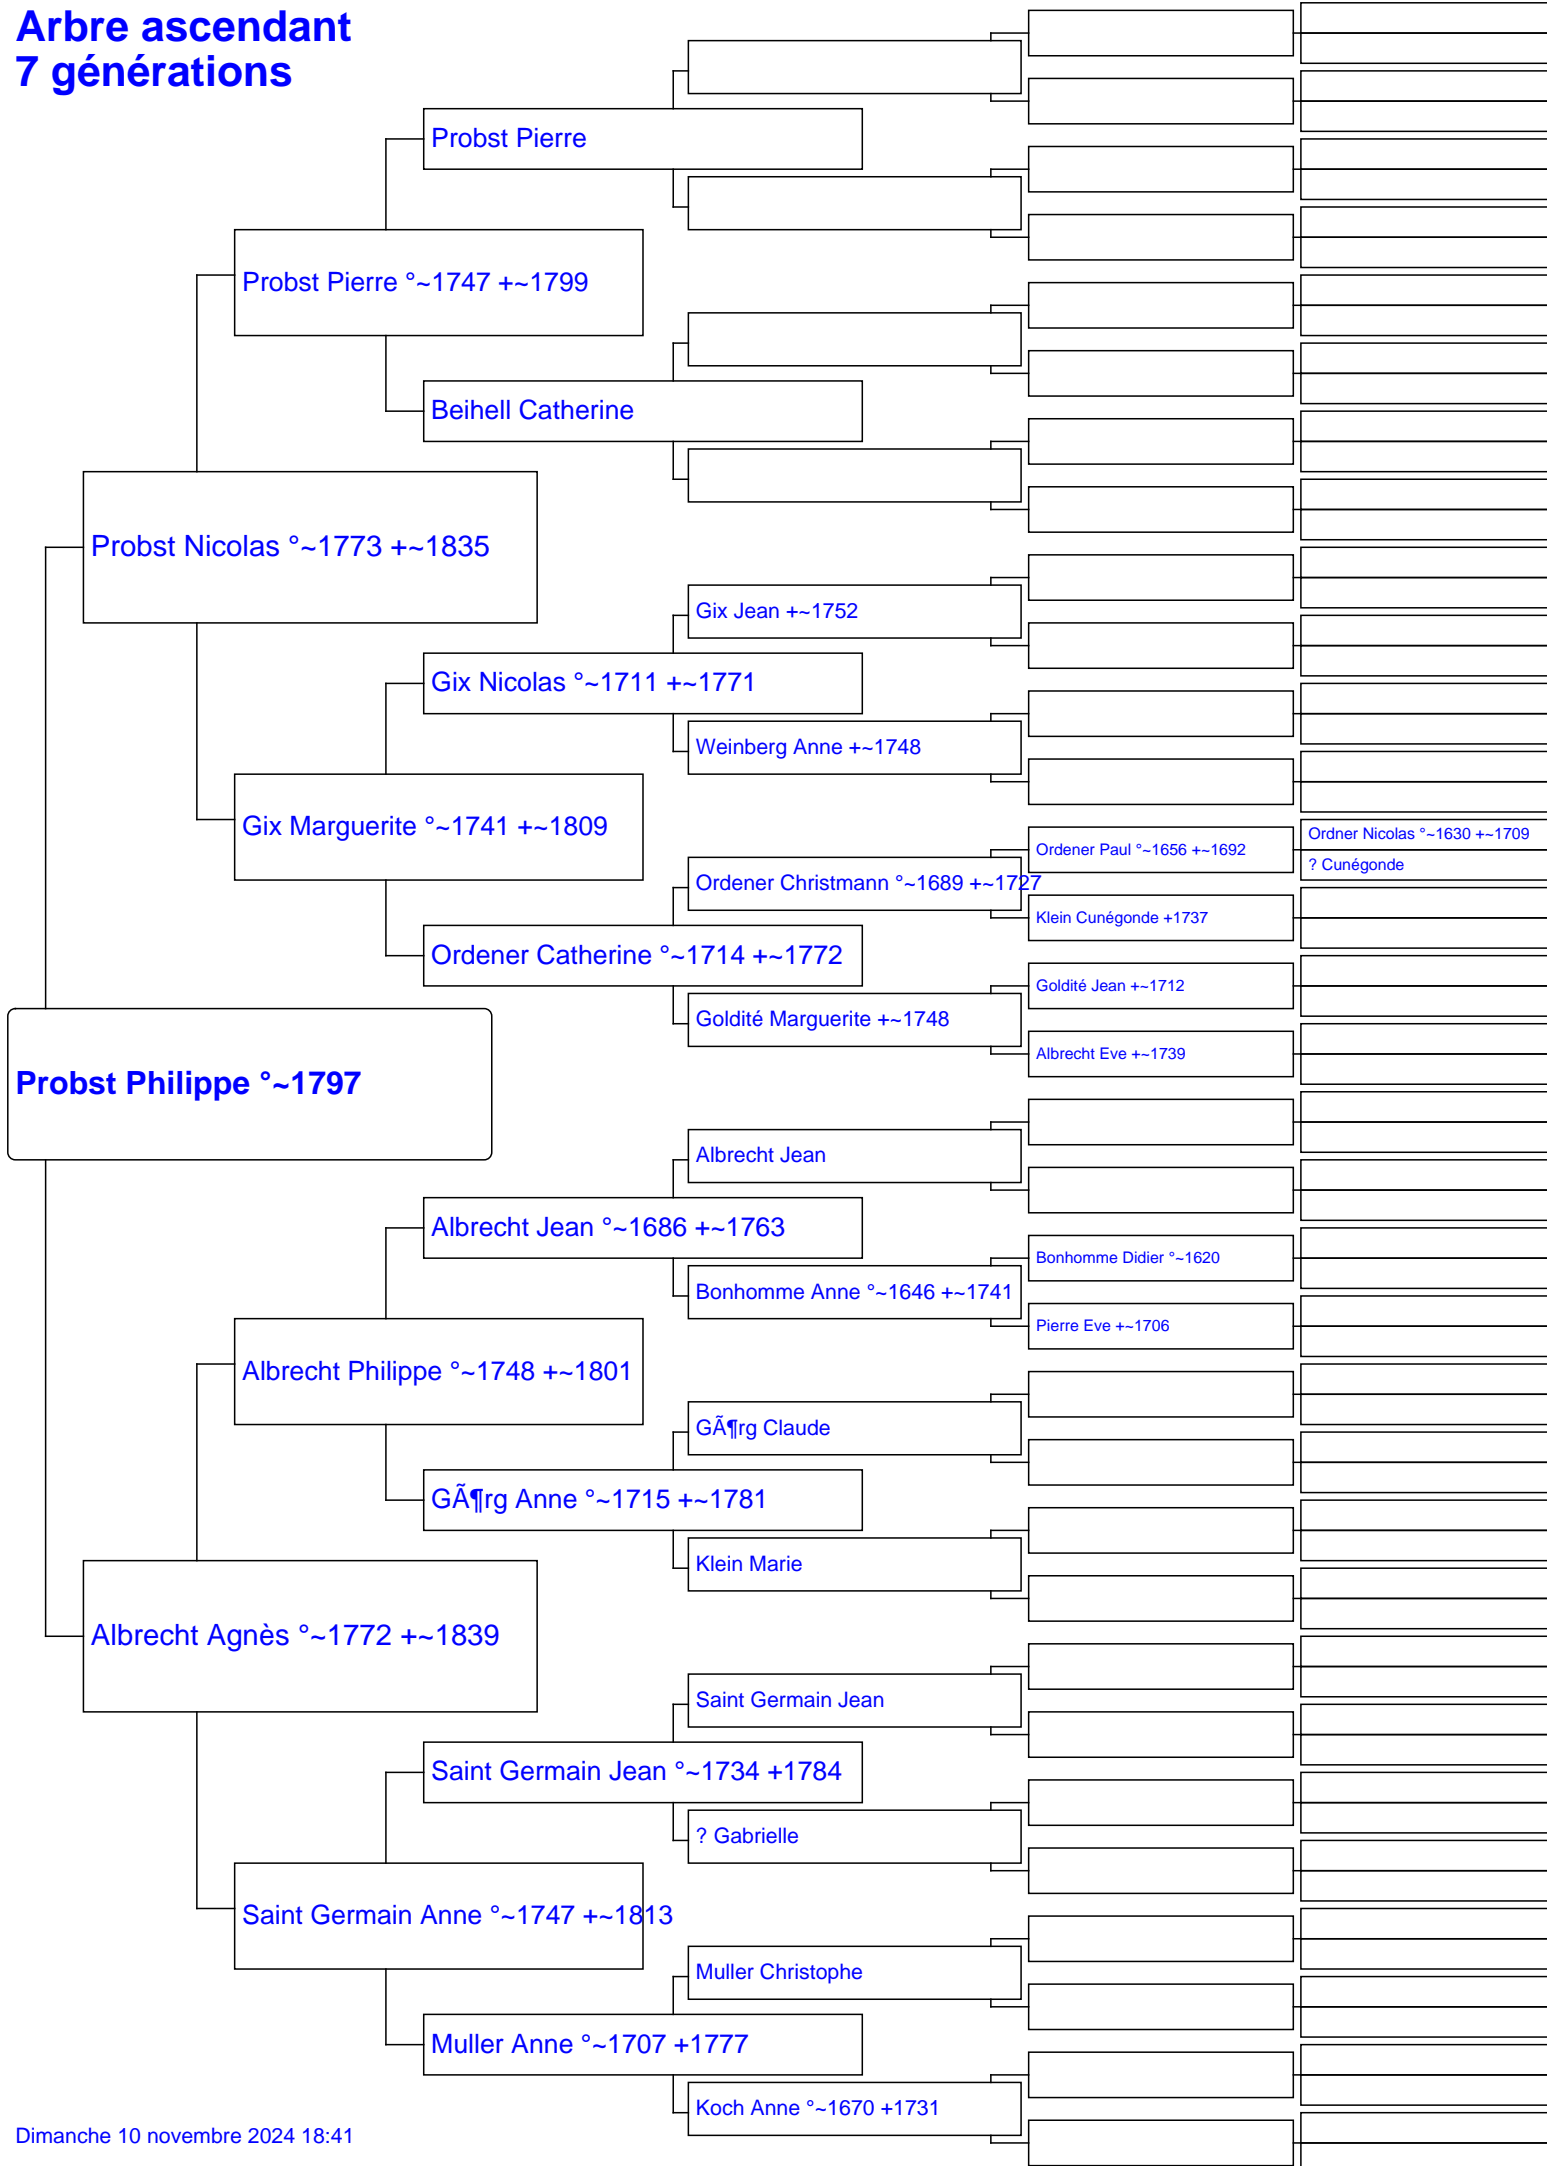 Arbre ascendant
7 générations
Probst Pierre
Probst Pierre °~1747 +~1799
Beihell Catherine
Probst Nicolas °~1773 +~1835
Gix Jean +~1752
Gix Nicolas °~1711 +~1771
Weinberg Anne +~1748
Gix Marguerite °~1741 +~1809
Ordner Nicolas °~1630 +~1709
Ordener Paul °~1656 +~1692
? Cunégonde
Ordener Christmann °~1689 +~1727
Klein Cunégonde +1737
Ordener Catherine °~1714 +~1772
Goldité Jean +~1712
Goldité Marguerite +~1748
Albrecht Eve +~1739
Probst Philippe °~1797
Albrecht Jean
Albrecht Jean °~1686 +~1763
Bonhomme Didier °~1620
Bonhomme Anne °~1646 +~1741
Pierre Eve +~1706
Albrecht Philippe °~1748 +~1801
GÃ¶rg Claude
GÃ¶rg Anne °~1715 +~1781
Klein Marie
Albrecht Agnès °~1772 +~1839
Saint Germain Jean
Saint Germain Jean °~1734 +1784
? Gabrielle
Saint Germain Anne °~1747 +~1813
Muller Christophe
Muller Anne °~1707 +1777
Koch Anne °~1670 +1731
Dimanche 10 novembre 2024 18:41